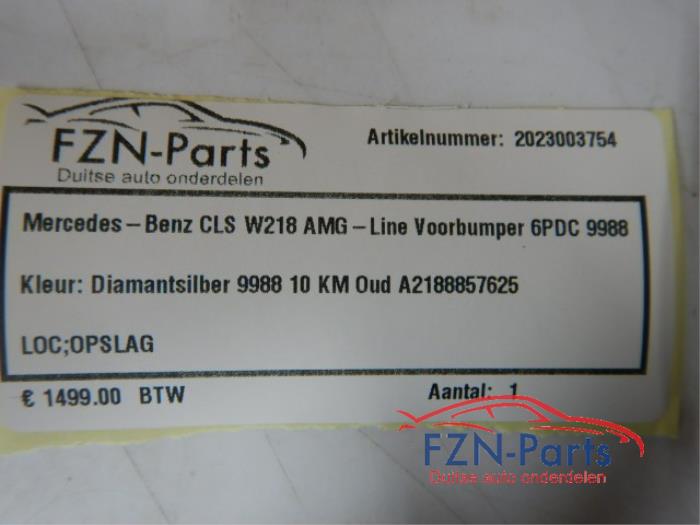 FZN-Parts
Duitse auto onderdelen
Artikelnummer: 2023003754
Mercedes-Benz CLS W218 AMG-Line Voorbumper 6PDC 9988
Kleur: Diamantsilber 9988 10 KM Oud A2188857625
LOC;OPSLAG
€ 1499.00 BTW
Aantal: 1
FZN-Parts
Duitse auto onderdelen